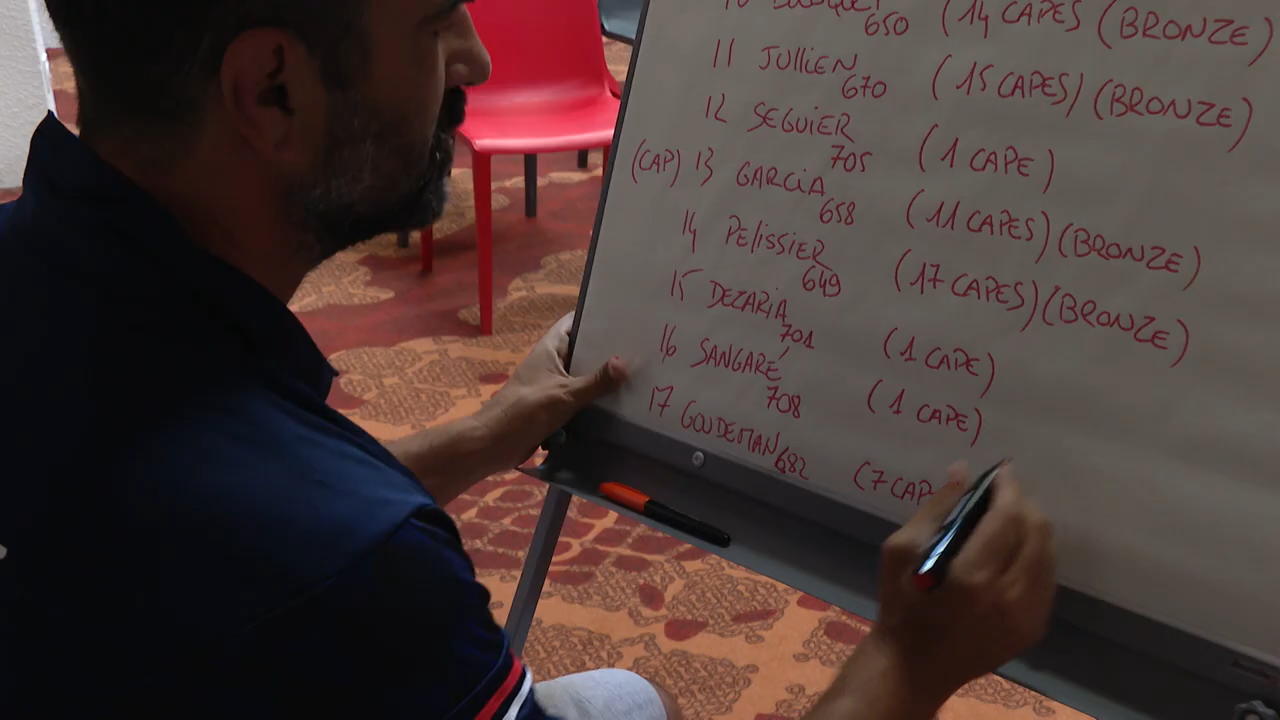 650 (14 CAPES (BRONZE)
11 JULLIEN 670 (15 CAPES) (BRONZE)
12 SEGUIER 705 (1 CAPE)
(CAP) 13 GARCIA 658 (11 CAPES) (BRONZE)
14 PELISSIER 649 (17 CAPES) (BRONZE)
15 DEZARIA 701 (1 CAPE)
16 SANGARÉ 708 (1 CAPE)
17 GOUDEMAN 682 (7 CAP